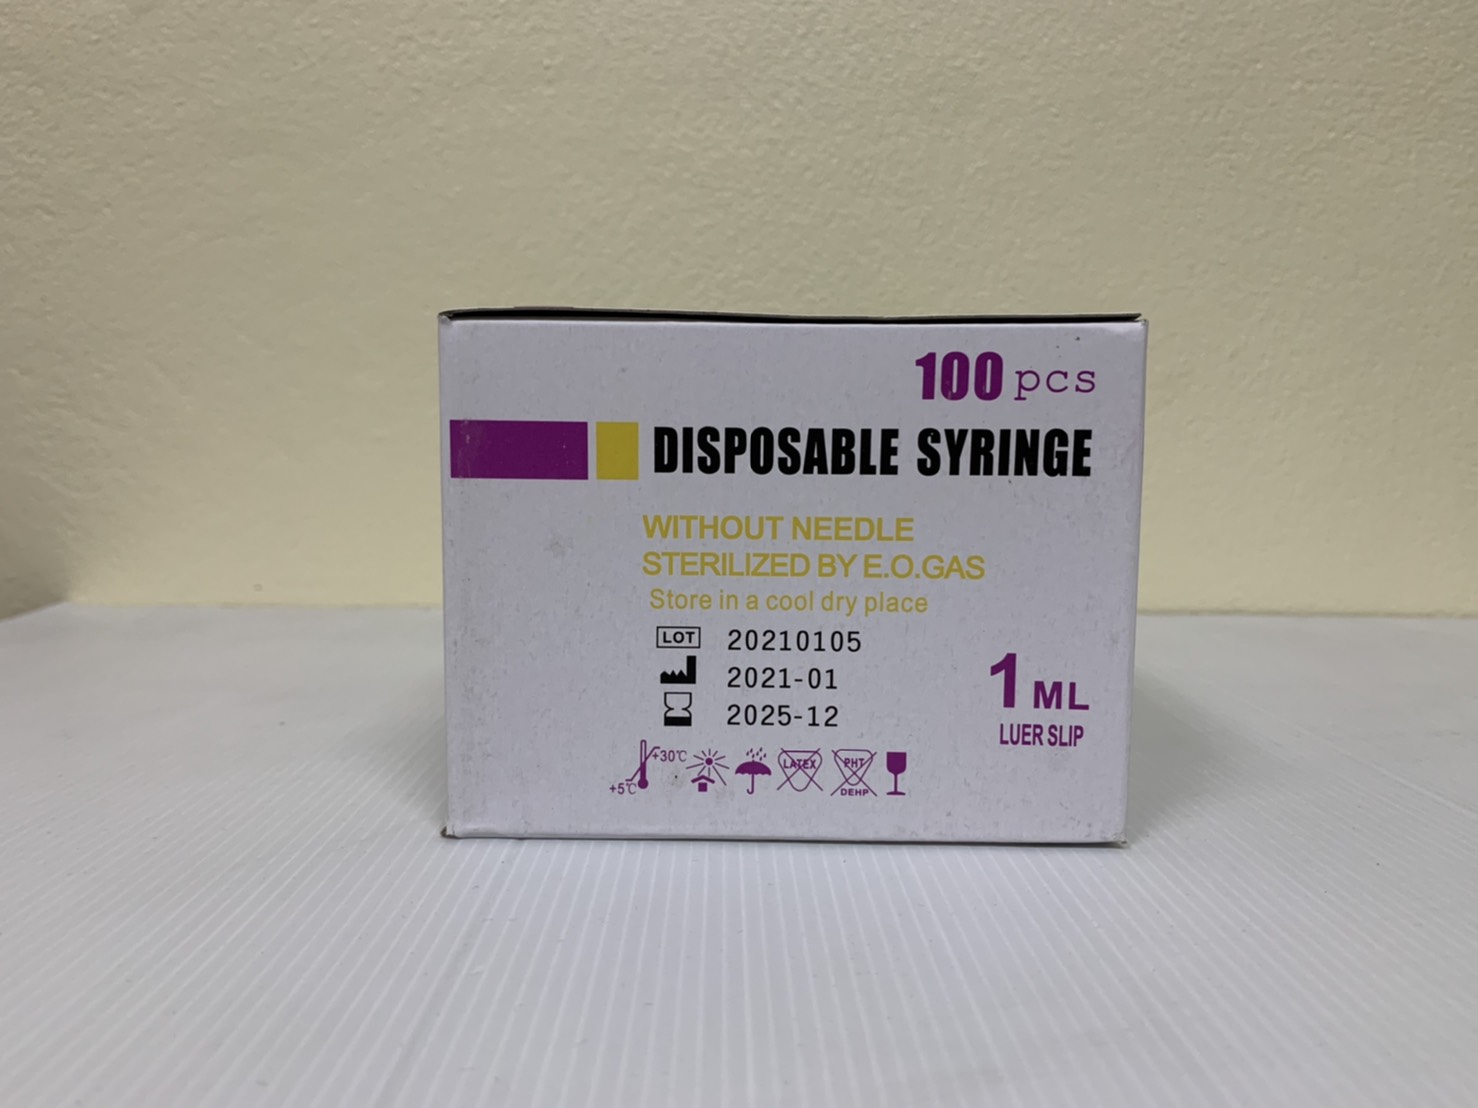 100 pcs
DISPOSABLE SYRINGE
WITHOUT NEEDLE
STERILIZED BY E.O.GAS
Store in a cool dry place
LOT 20210105
2021-01
2025-12
1 ML
LUER SLIP
+30℃
+5℃
LATEX
PHT
DEHP